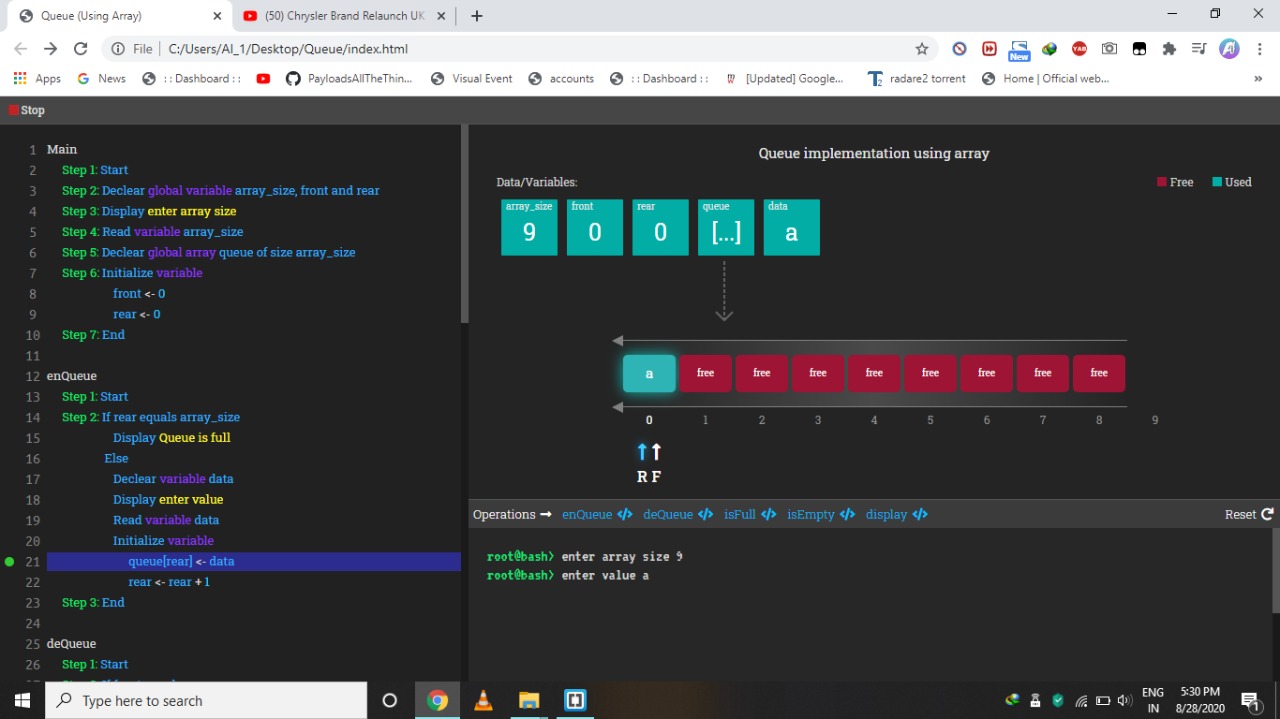 Queue (Using Array)
(50) Chrysler Brand Relaunch UK
File
C:/Users/Al_1/Desktop/Queue/index.html
New
YAB
Apps
News
: : Dashboard : :
PayloadsAllTheThin...
Visual Event
accounts
: : Dashboard : :
[Updated] Google...
radare2 torrent
Home | Official web...
»
Stop
1 Main
2 Step 1: Start
3 Step 2: Declear global variable array_size, front and rear
4 Step 3: Display enter array size
5 Step 4: Read variable array_size
6 Step 5: Declear global array queue of size array_size
7 Step 6: Initialize variable
8 front <- 0
9 rear <- 0
10 Step 7: End
11
12 enQueue
13 Step 1: Start
14 Step 2: If rear equals array_size
15 Display Queue is full
16 Else
17 Declear variable data
18 Display enter value
19 Read variable data
20 Initialize variable
21 queue[rear] <- data
22 rear <- rear + 1
23 Step 3: End
24
25 deQueue
26 Step 1: Start
Queue implementation using array
Data/Variables:
Free Used
array_size front rear queue data
9 0 0 [...] a
a free free free free free free free free
0 1 2 3 4 5 6 7 8 9
R F
Operations enQueue </> deQueue </> isFull </> isEmpty </> display </> Reset
root@bash> enter array size 9
root@bash> enter value a
Type here to search
ENG
IN
5:30 PM
8/28/2020
1